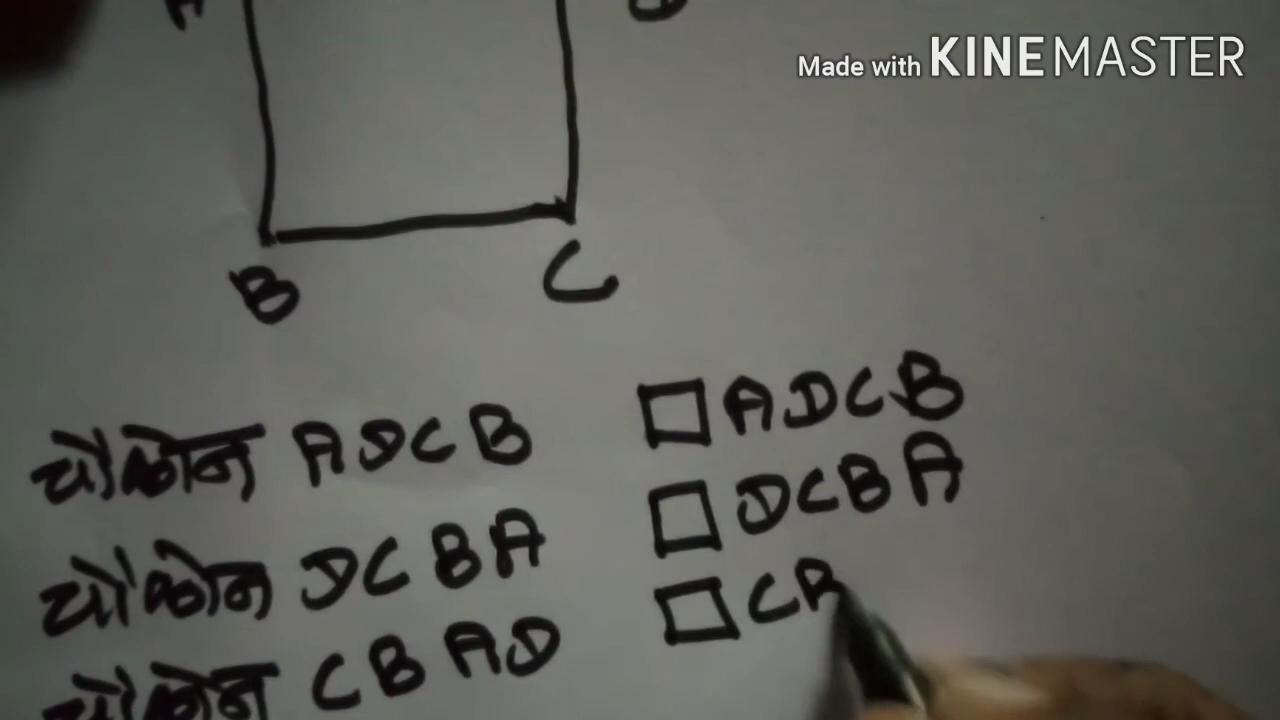 A D
Made with KINEMASTER
B C
चौकोन ADCB □ADCB
चौकोन DCBA □DCBA
चौकोन CBAD □CB